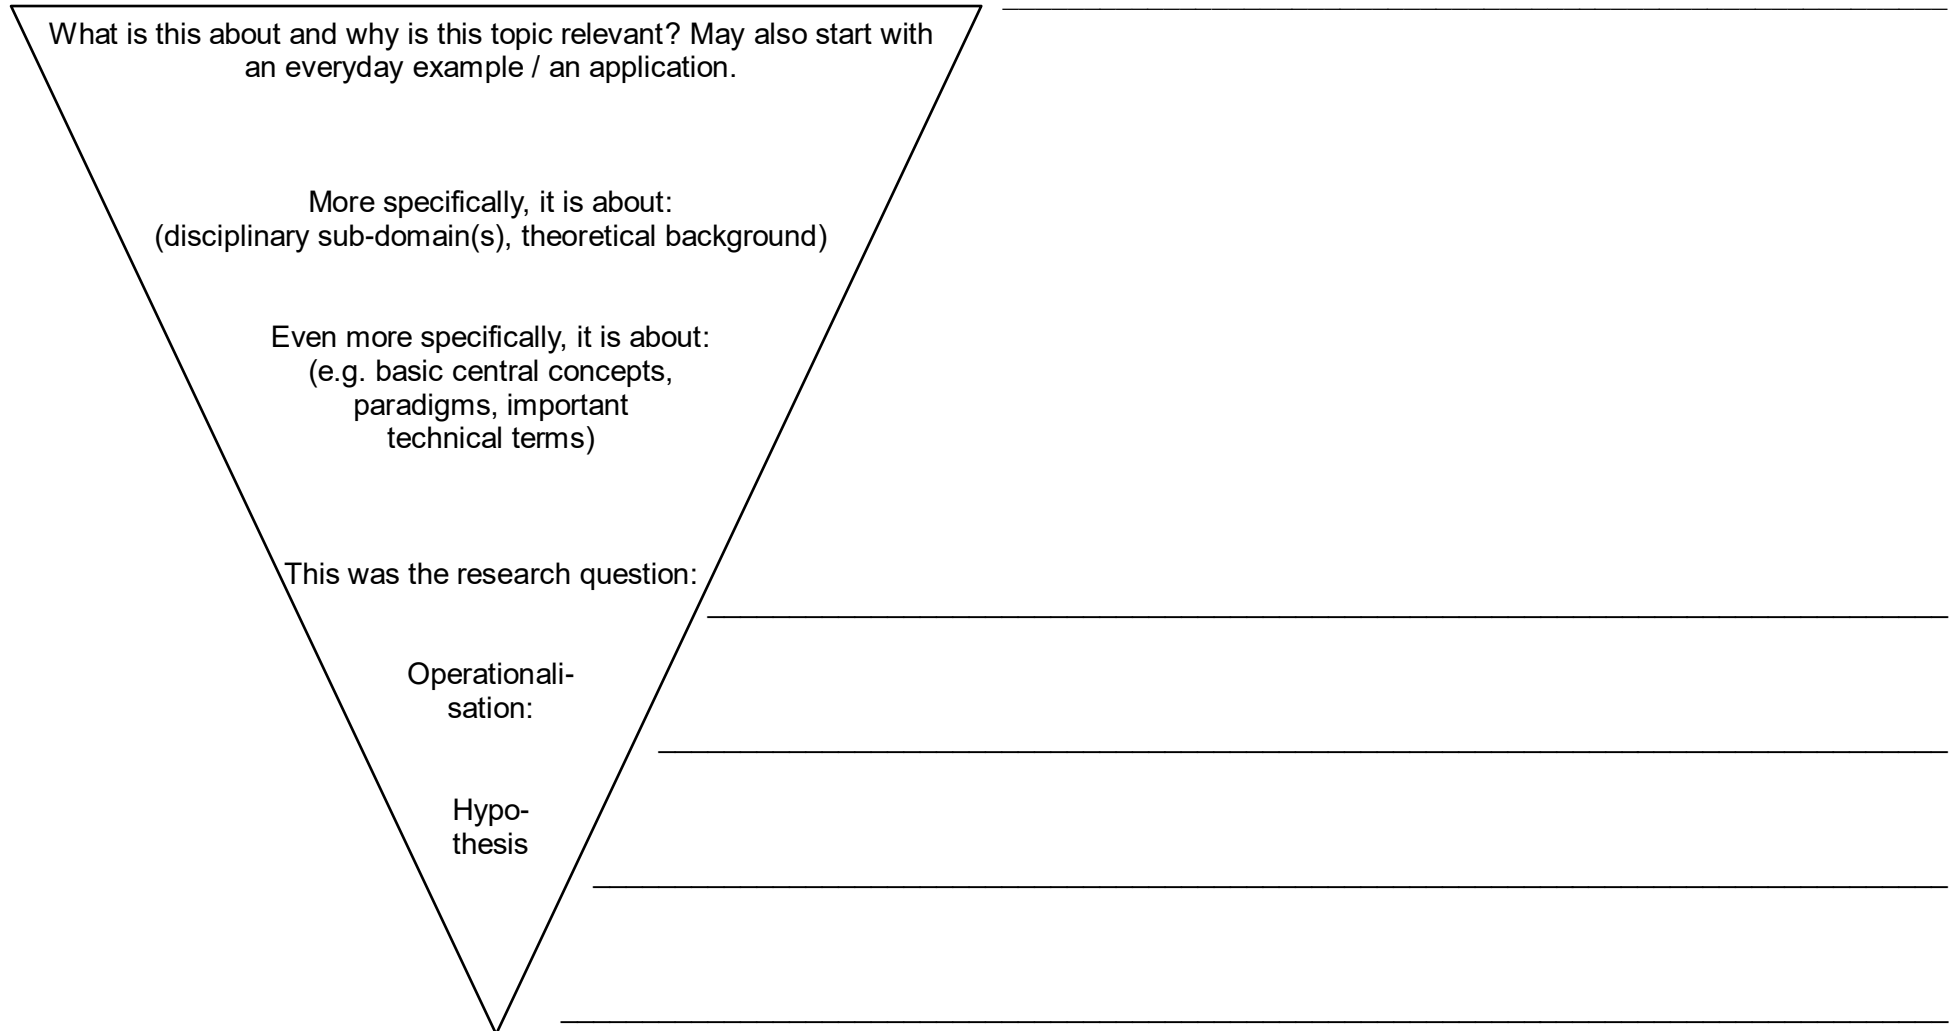 What is this about and why is this topic relevant? May also start with
an everyday example / an application.
More specifically, it is about:
(disciplinary sub-domain(s), theoretical background)
Even more specifically, it is about:
(e.g. basic central concepts,
paradigms, important
technical terms)
This was the research question:
Operationali-
sation:
Hypo-
thesis